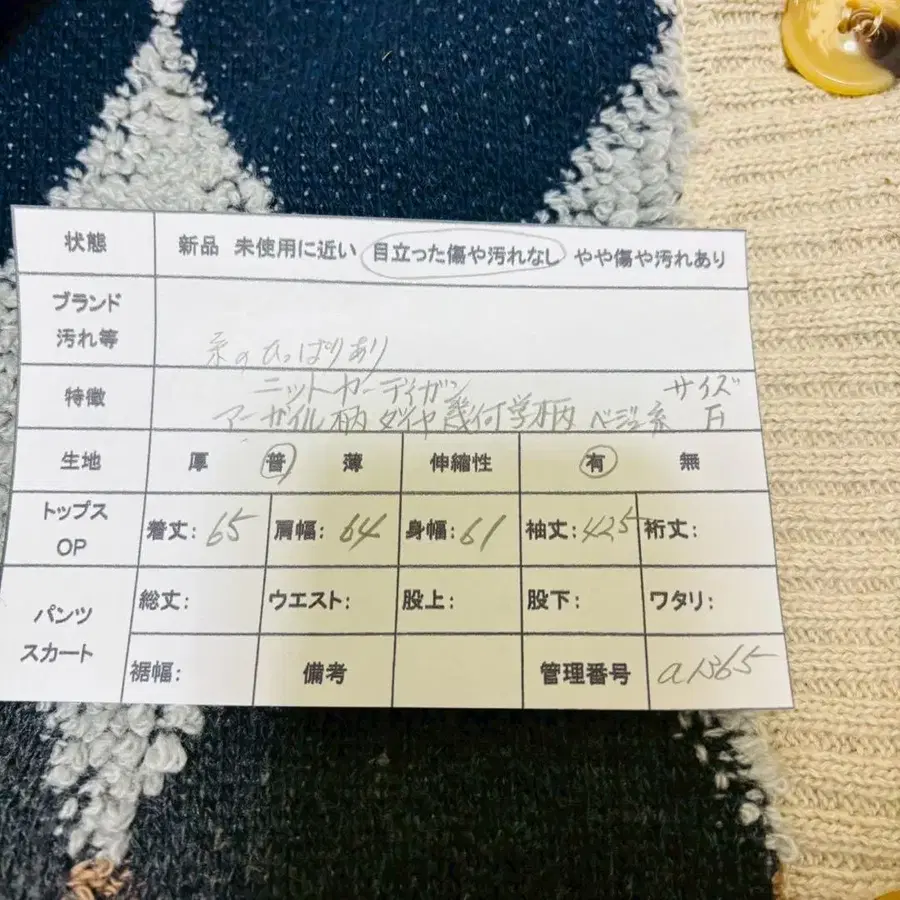 状態 新品 未使用に近い 目立った傷や汚れなし やや傷や汚れあり
ブランド
汚れ等 糸のひっぱりあり
特徴 ニットカーディガン サイズ
アーガイル柄 ダイヤ 幾何学柄 ベージュ系 F
生地 厚 普 薄 伸縮性 有 無
トップス
OP 着丈: 65 肩幅: 64 身幅: 61 袖丈: 42.5 裄丈:
パンツ
スカート 総丈: ウエスト: 股上: 股下: ワタリ:
裾幅: 備考 管理番号